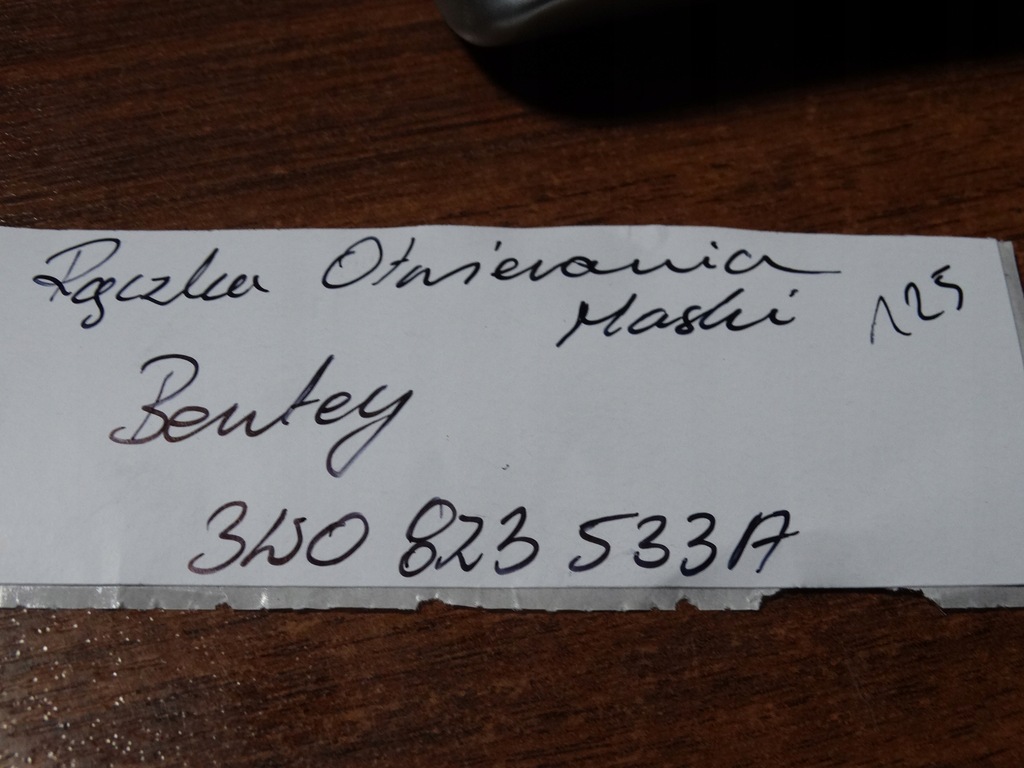 Rączka Otwierania
Maski 125
Bentey
3W0 823 533A